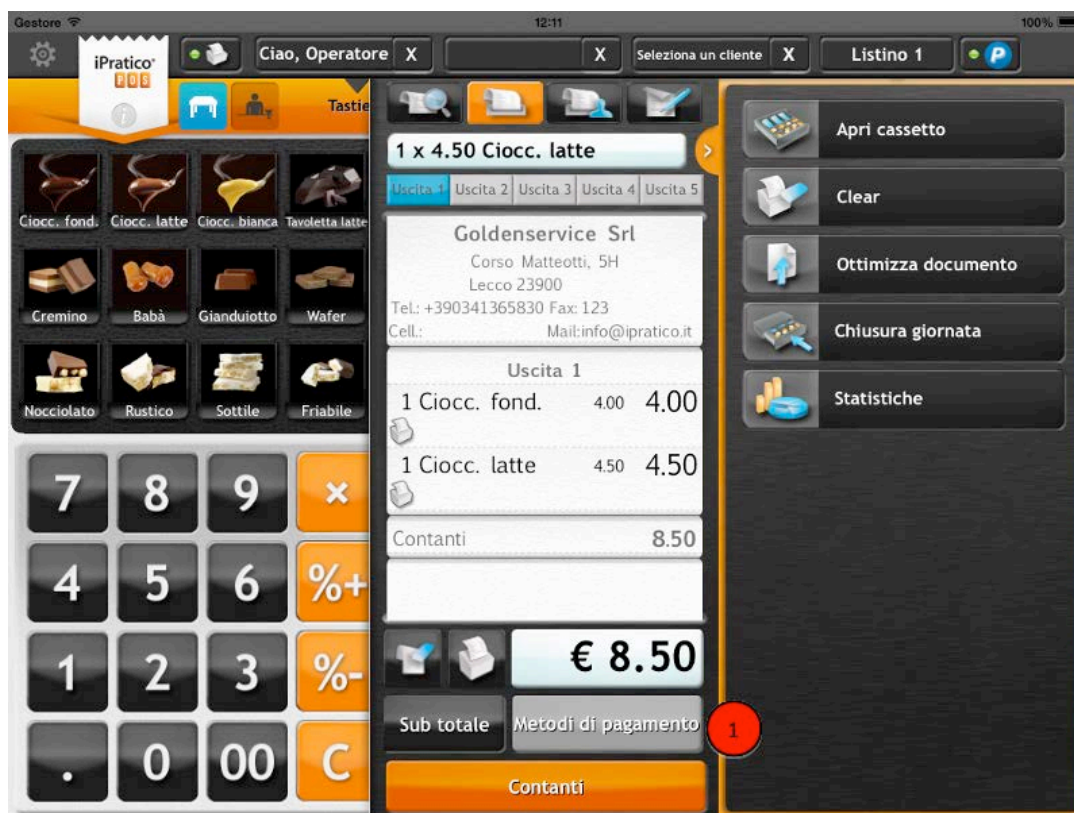 Gestore 12:11 100%
iPratico®
POS
Ciao, Operatore X
X
Seleziona un cliente X
Listino 1
P
Tastie
Ciocc. fond. Ciocc. latte Ciocc. bianca Tavoletta latte
Cremino Babà Gianduiotto Wafer
Nocciolato Rustico Sottile Friabile
7 8 9 ×
4 5 6 %+
1 2 3 %-
. 0 00 C
1 x 4.50 Ciocc. latte
Uscita 1 Uscita 2 Uscita 3 Uscita 4 Uscita 5
Goldenservice Srl
Corso Matteotti, 5H
Lecco 23900
Tel.: +390341365830 Fax: 123
Cell.: Mail:info@ipratico.it
Uscita 1
1 Ciocc. fond. 4.00 4.00
1 Ciocc. latte 4.50 4.50
Contanti 8.50
€ 8.50
Sub totale Metodi di pagamento 1
Contanti
Apri cassetto
Clear
Ottimizza documento
Chiusura giornata
Statistiche